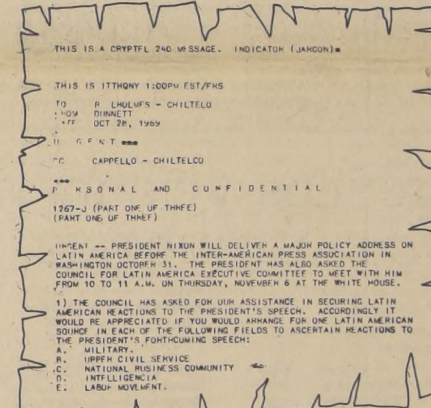 THIS IS A CRYPTEL 240 MESSAGE. INDICATOR (JARGON)*
THIS IS ITTHQNY 1:00PM EST/FHS
TO R LHOLMES - CHILTELO
DUNNETT
OCT 28, 1969
U GENT ***
CC CAPPELLO - CHILTELCO
***
P RSONAL AND CONFIDENTIAL
1267-J (PART ONE OF THREE)
(PART ONE OF THREE)
URGENT -- PRESIDENT NIXON WILL DELIVER A MAJOR POLICY ADDRESS ON
LATIN AMERICA BEFORE THE INTER-AMERICAN PRESS ASSOCIATION IN
WASHINGTON OCTOBER 31. THE PRESIDENT HAS ALSO ASKED THE
COUNCIL FOR LATIN AMERICA EXECUTIVE COMMITTEE TO MEET WITH HIM
FROM 10 TO 11 A.M. ON THURSDAY, NOVEMBER 6 AT THE WHITE HOUSE.
1) THE COUNCIL HAS ASKED FOR OUR ASSISTANCE IN SECURING LATIN
AMERICAN REACTIONS TO THE PRESIDENT'S SPEECH. ACCORDINGLY IT
WOULD BE APPRECIATED IF YOU WOULD ARRANGE FOR ONE LATIN AMERICAN
SOURCE IN EACH OF THE FOLLOWING FIELDS TO ASCERTAIN REACTIONS TO
THE PRESIDENT'S FORTHCOMING SPEECH:
A. MILITARY.
B. UPPER CIVIL SERVICE
C. NATIONAL BUSINESS COMMUNITY
D. INTELLIGENCIA
E. LABOR MOVEMENT.